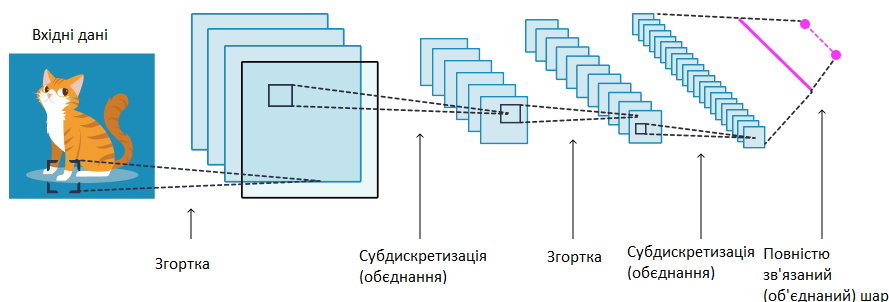 Вхідні дані
Згортка
Субдискретизація
(обєднання)
Згортка
Субдискретизація
(обєднання)
Повністю
зв'язаний
(об'єднаний) шар